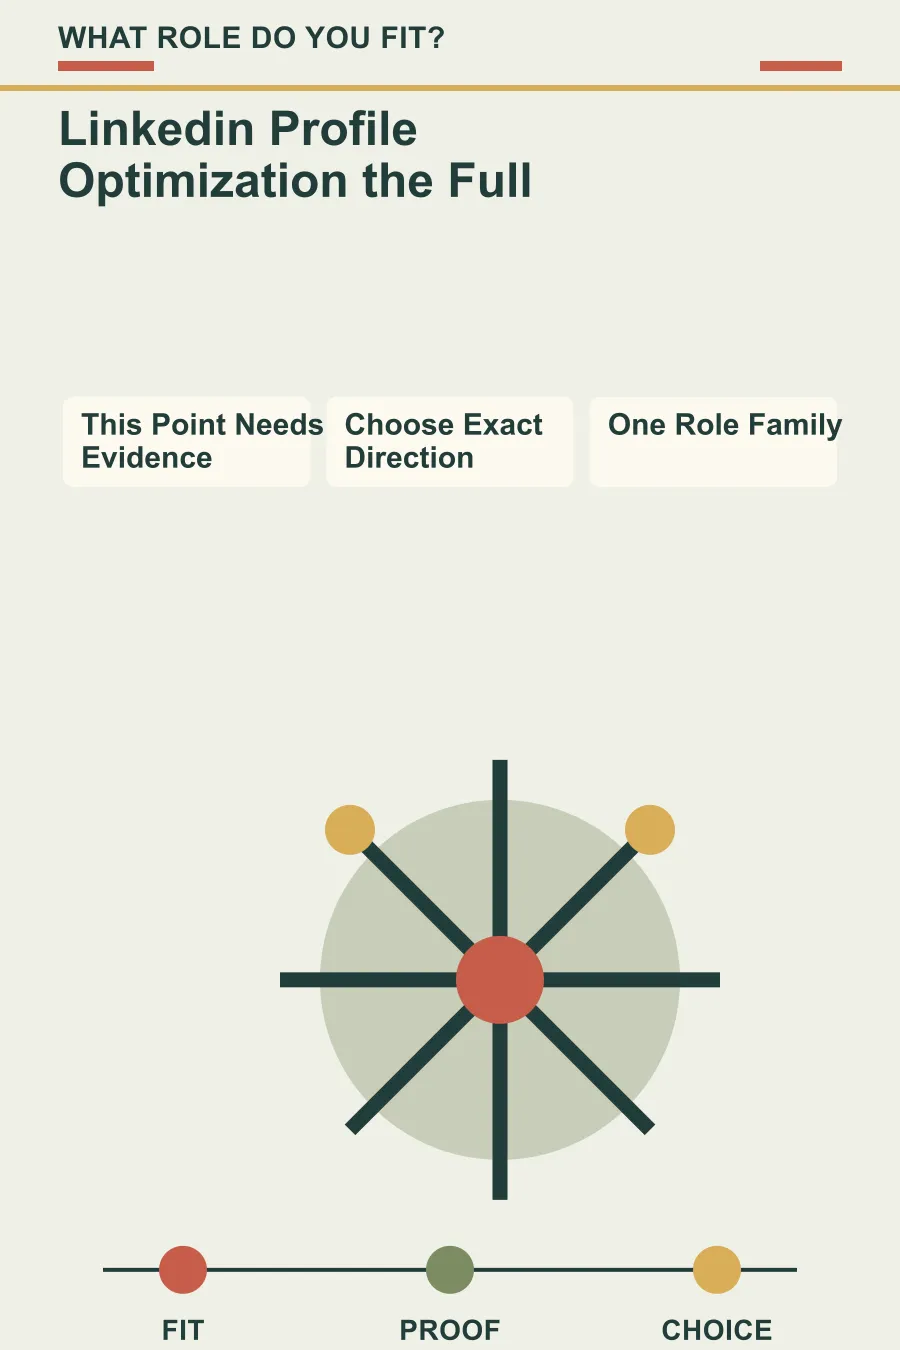 WHAT ROLE DO YOU FIT?
Linkedin Profile
Optimization the Full
This Point Needs
Evidence
Choose Exact
Direction
One Role Family
FIT
PROOF
CHOICE